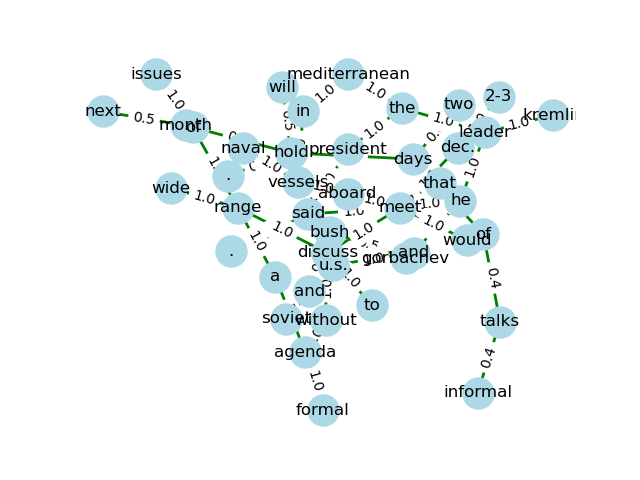 issues
mediterranean
will
2-3
next
in
the
two
kremlin
1.0
1.0
1.0
0.5
month
of
0.5
1.0
1.0
leader
1.0
naval
hold
president
dec.
days
1.0
.
vessels
1.0
1.0
that
wide
1.0
aboard
1.0
1.0
he
range
said
1.0
meet
1.0
1.0
bush
1.0
would
of
.
1.0
discuss
and
u.s.
1.0
gorbachev
a
1.0
0.4
and
to
soviet
without
talks
agenda
0.4
1.0
informal
formal